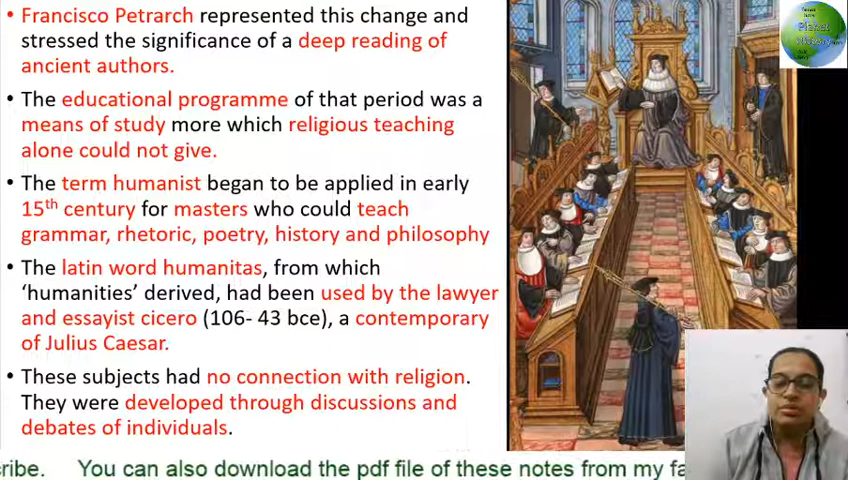 • Francisco Petrarch represented this change and
stressed the significance of a deep reading of
ancient authors.
• The educational programme of that period was a
means of study more which religious teaching
alone could not give.
• The term humanist began to be applied in early
15th century for masters who could teach
grammar, rhetoric, poetry, history and philosophy
• The latin word humanitas, from which
‘humanities’ derived, had been used by the lawyer
and essayist cicero (106- 43 bce), a contemporary
of Julius Caesar.
• These subjects had no connection with religion.
They were developed through discussions and
debates of individuals.
ribe. You can also download the pdf file of these notes from my fa
Planet